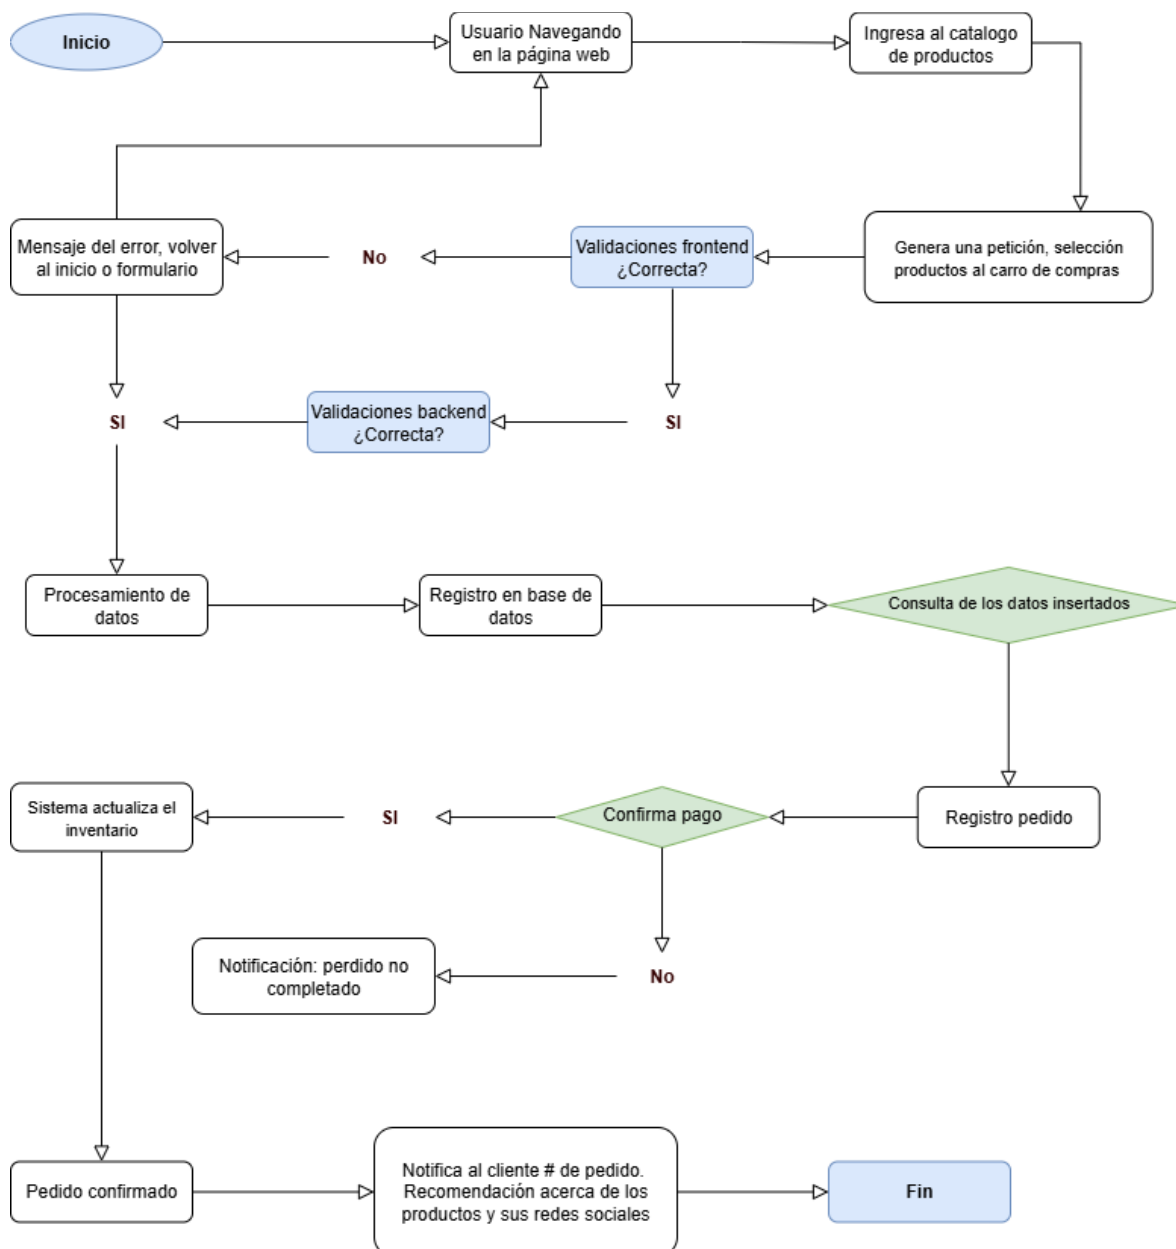 Inicio
Usuario Navegando
en la página web
Ingresa al catalogo
de productos
Mensaje del error, volver
al inicio o formulario
No
Validaciones frontend
¿Correcta?
Genera una petición, selección
productos al carro de compras
SI
Validaciones backend
¿Correcta?
SI
Procesamiento de
datos
Registro en base de
datos
Consulta de los datos insertados
Sistema actualiza el
inventario
SI
Confirma pago
Registro pedido
Notificación: perdido no
completado
No
Pedido confirmado
Notifica al cliente # de pedido.
Recomendación acerca de los
productos y sus redes sociales
Fin